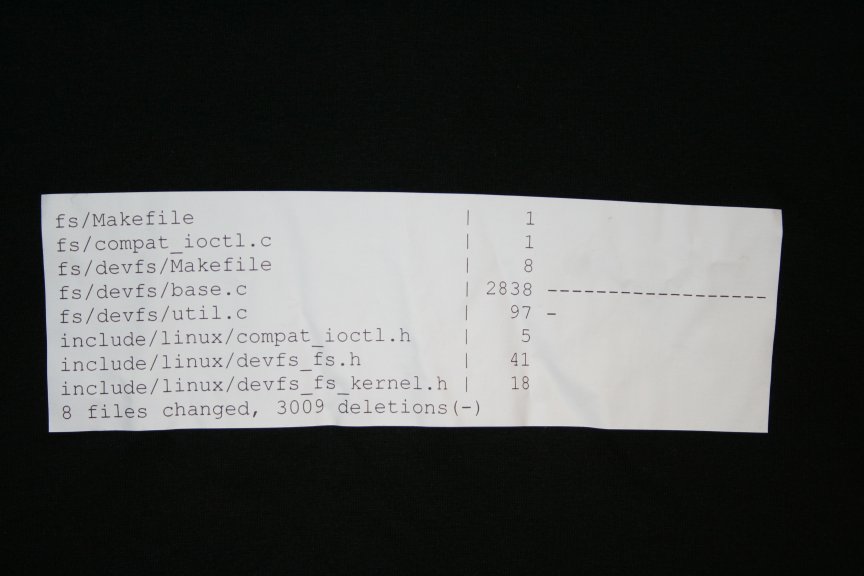 fs/Makefile | 1
fs/compat_ioctl.c | 1
fs/devfs/Makefile | 8
fs/devfs/base.c | 2838 ------------------
fs/devfs/util.c | 97 -
include/linux/compat_ioctl.h | 5
include/linux/devfs_fs.h | 41
include/linux/devfs_fs_kernel.h | 18
8 files changed, 3009 deletions(-)